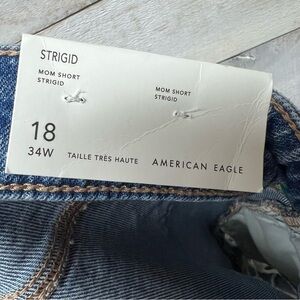 STRIGID
MOM SHORT
STRIGID
MOM SHORT
STRIGID
18
34W
TAILLE TRÈS HAUTE
AMERICAN EAGLE